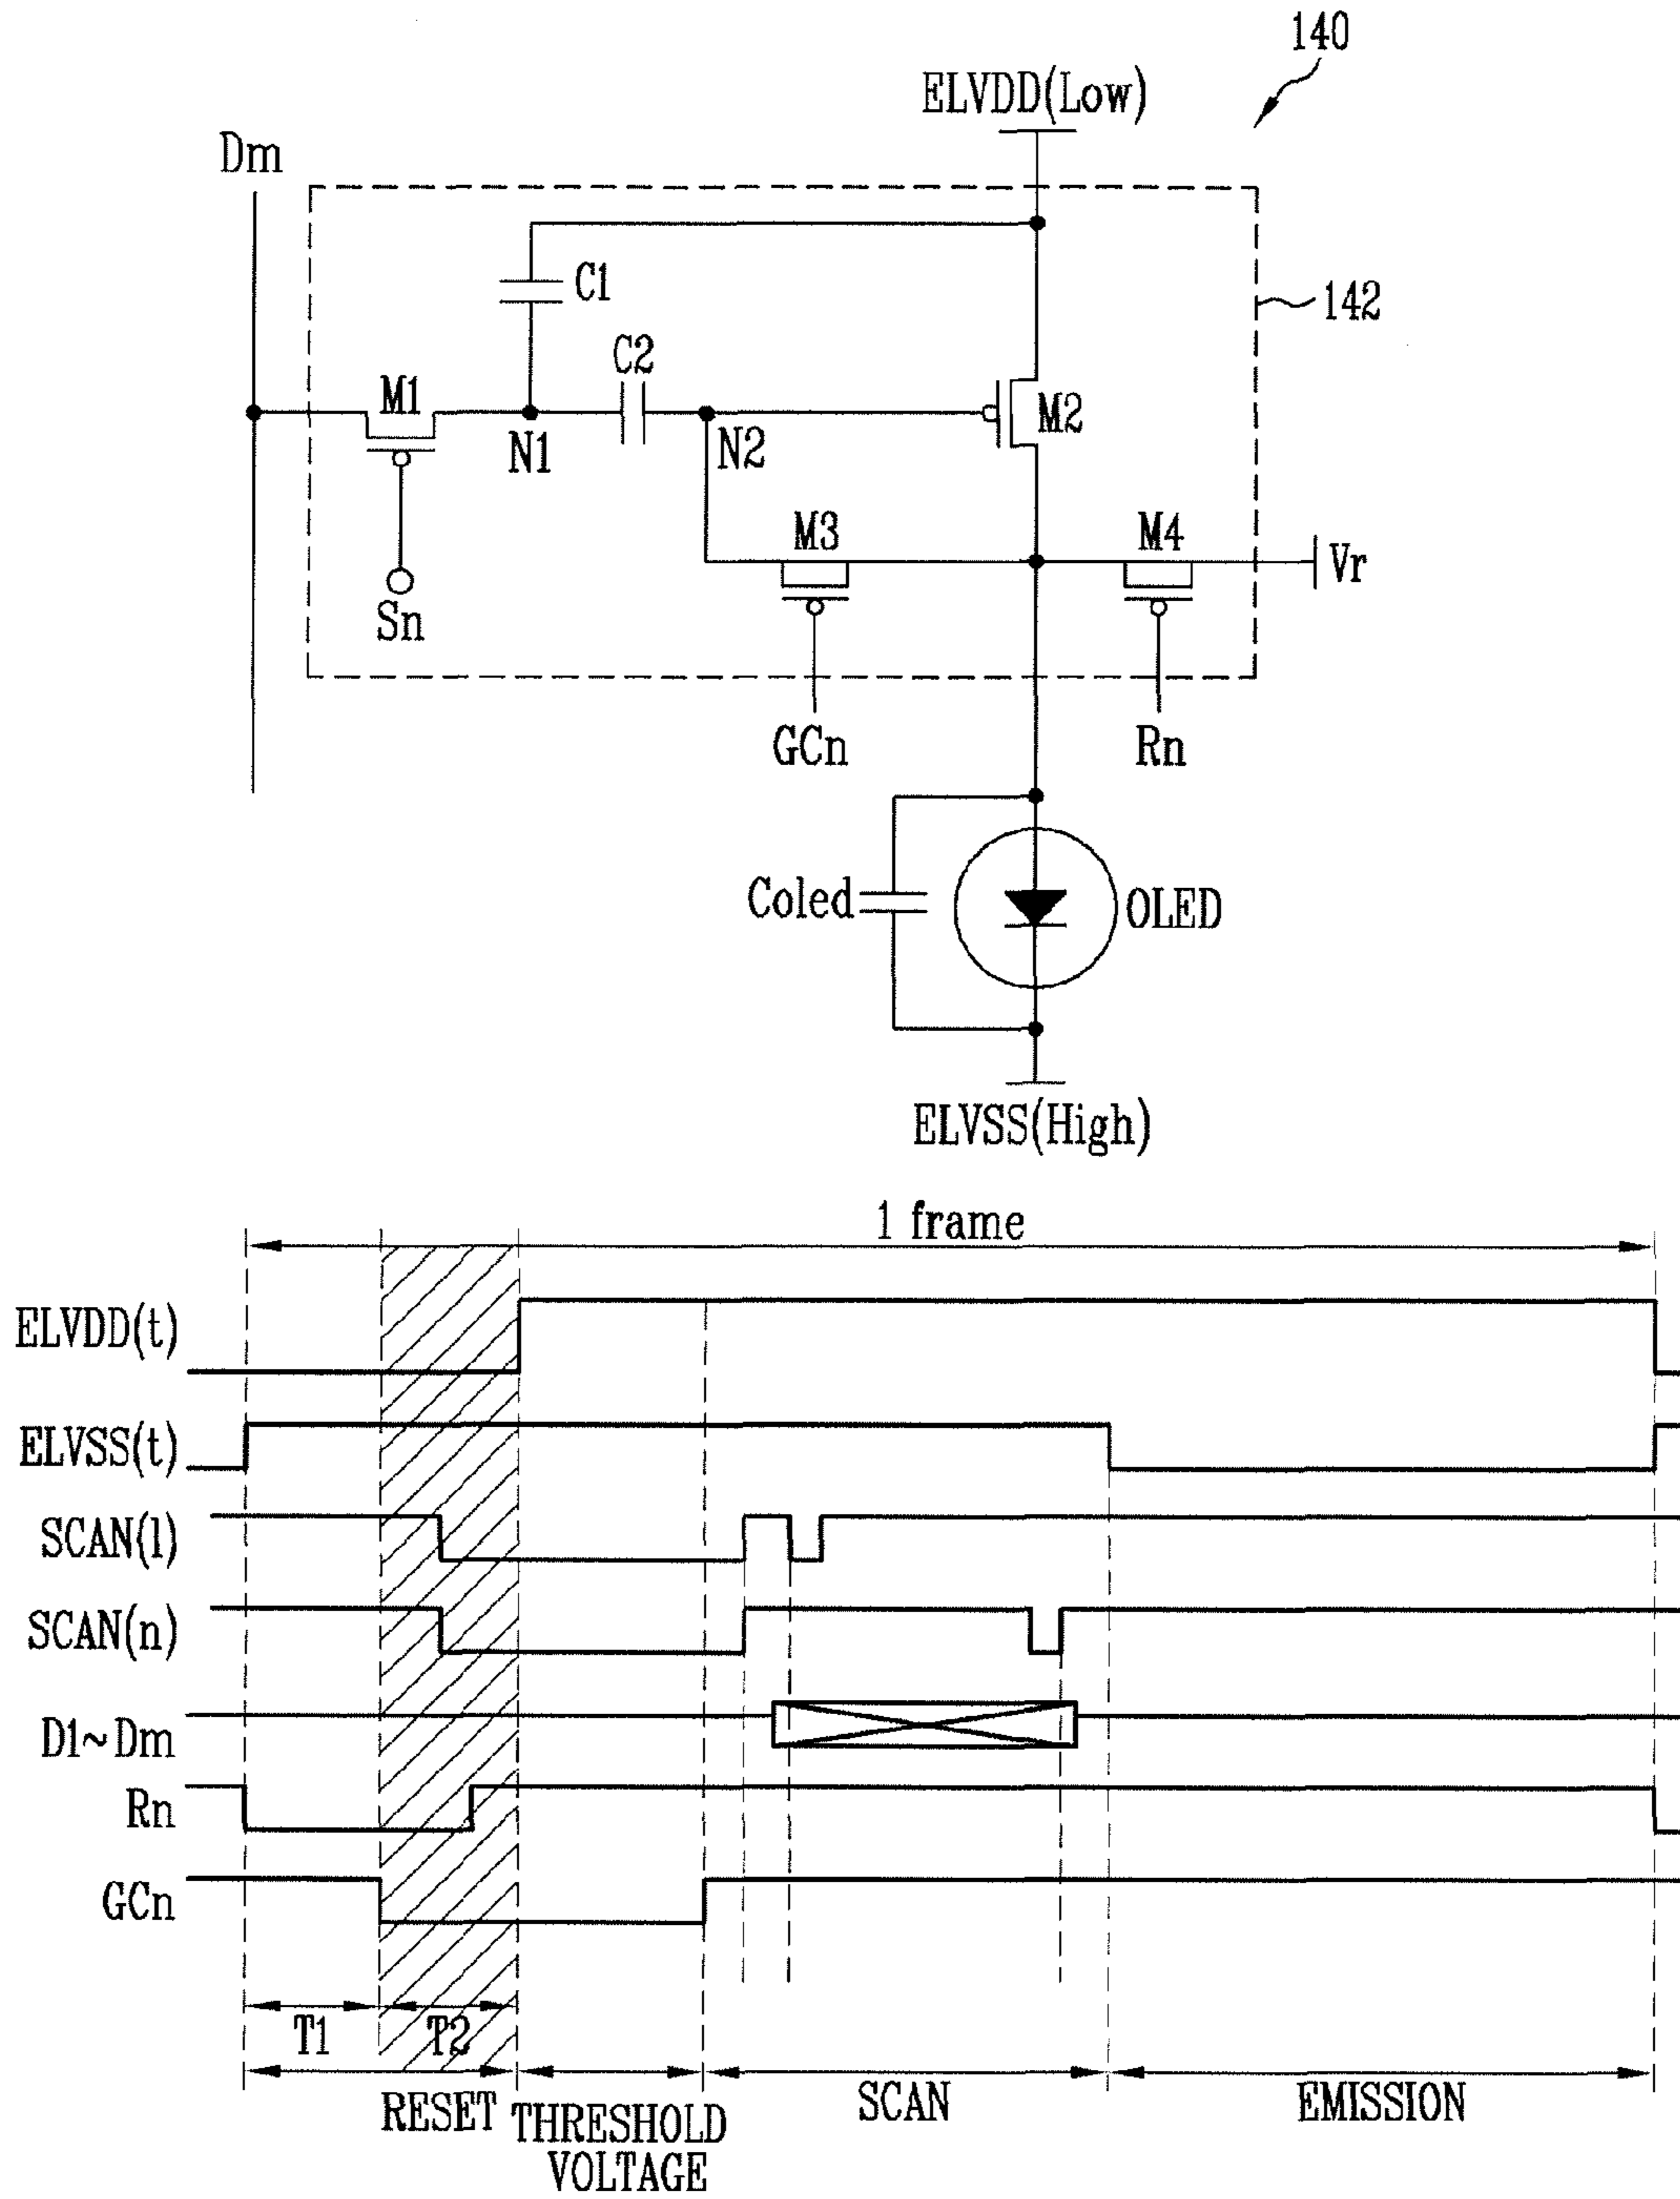 140
ELVDD(Low)
Dm
C1
142
C2
M1
M2
N1
N2
M3
M4
Vr
Sn
GCn
Rn
Coled
OLED
ELVSS(High)
1 frame
ELVDD(t)
ELVSS(t)
SCAN(1)
SCAN(n)
D1~Dm
Rn
GCn
T1
T2
RESET
THRESHOLD
VOLTAGE
SCAN
EMISSION